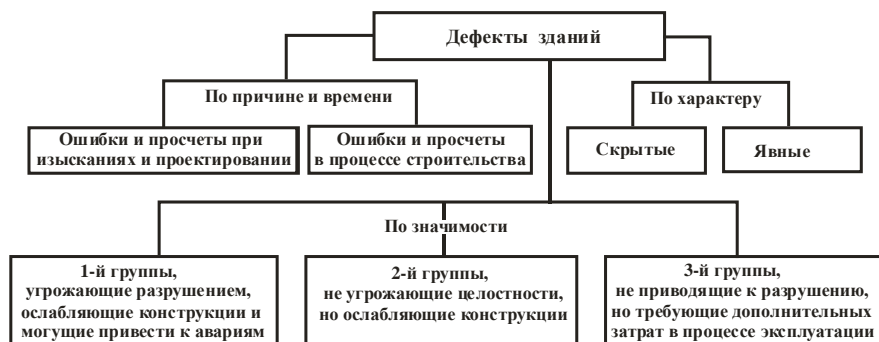 Дефекты зданий
По причине и времени
По характеру
Ошибки и просчеты при
изысканиях и проектировании
Ошибки и просчеты
в процессе строительства
Скрытые
Явные
По значимости
1-й группы,
угрожающие разрушением,
ослабляющие конструкции и
могущие привести к авариям
2-й группы,
не угрожающие целостности,
но ослабляющие конструкции
3-й группы,
не приводящие к разрушению,
но требующие дополнительных
затрат в процессе эксплуатации